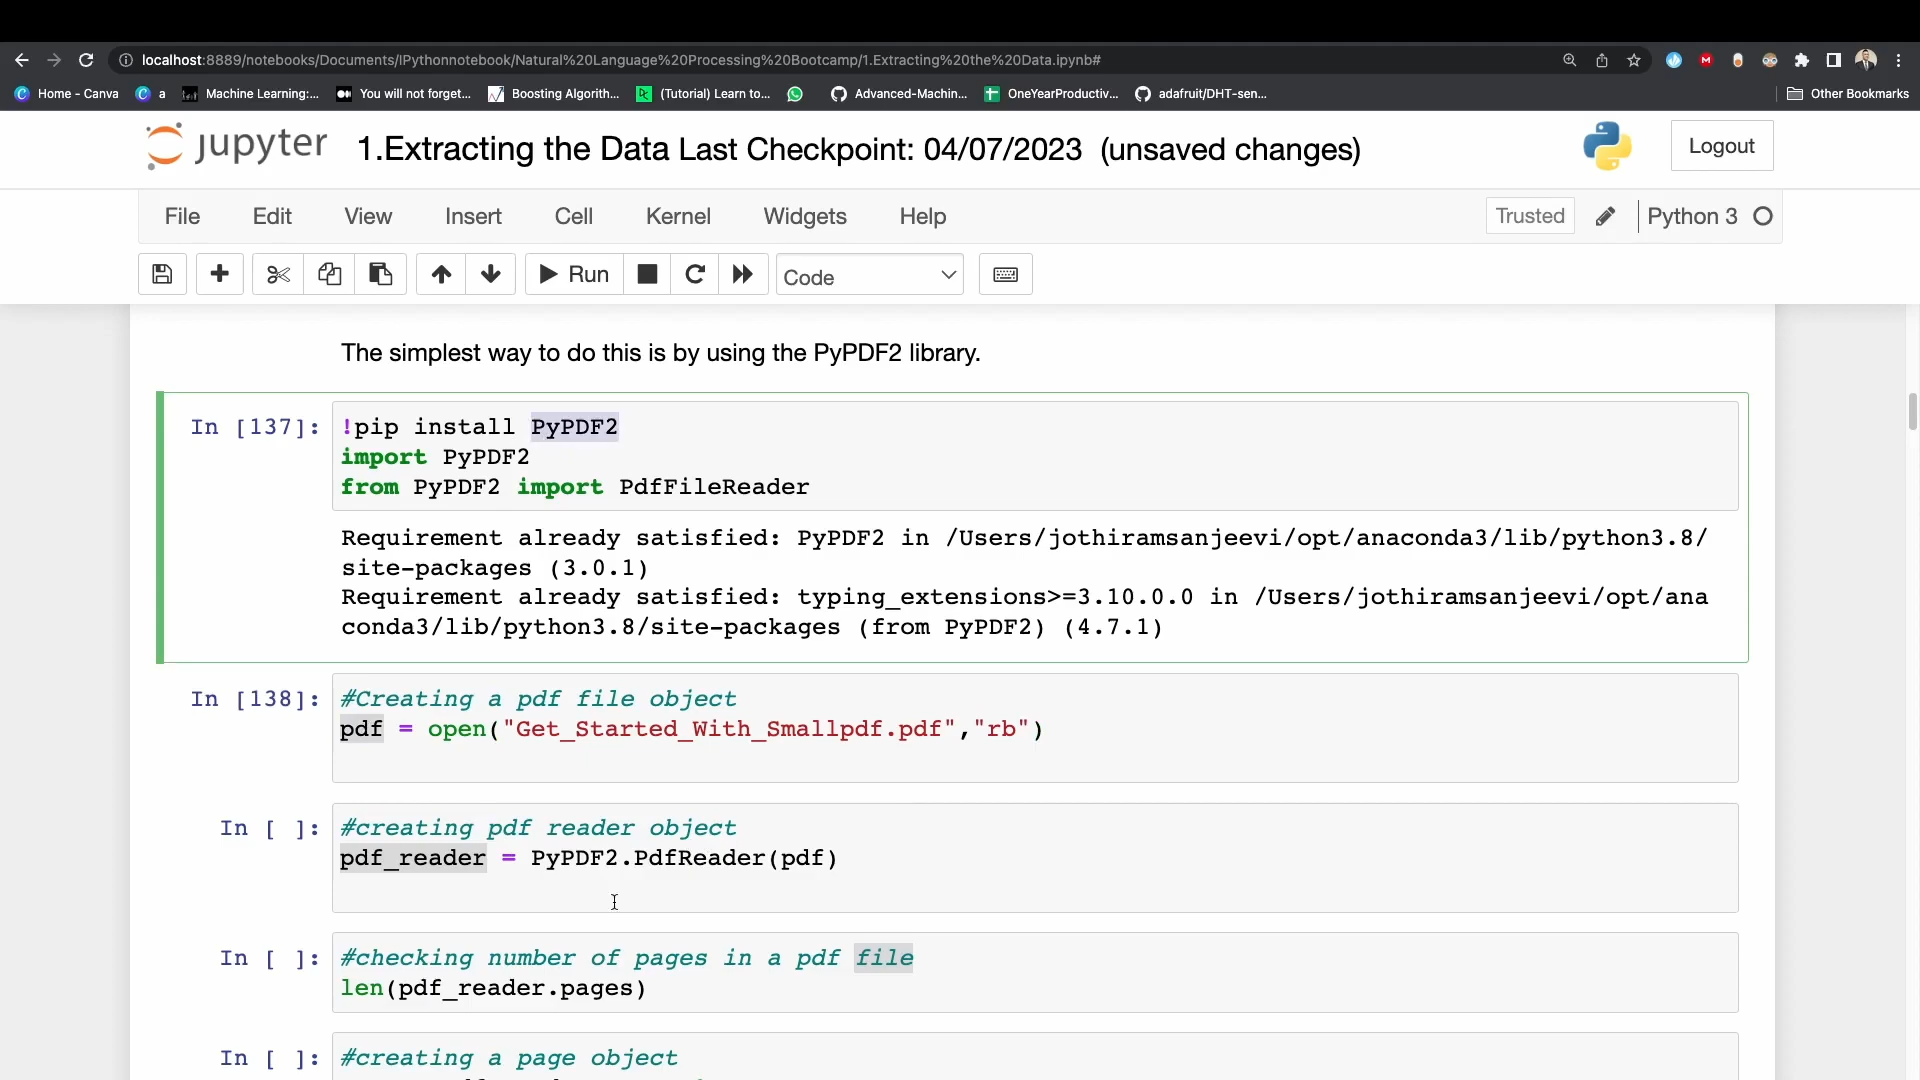 localhost:8889/notebooks/Documents/IPythonnotebook/Natural%20Language%20Processing%20Bootcamp/1.Extracting%20the%20Data.ipynb#
Home - Canva a Machine Learning:... You will not forget... Boosting Algorith... (Tutorial) Learn to... Advanced-Machin... OneYearProductiv... adafruit/DHT-sen... Other Bookmarks
jupyter 1.Extracting the Data Last Checkpoint: 04/07/2023 (unsaved changes) Logout
File Edit View Insert Cell Kernel Widgets Help Trusted Python 3
Run Code
The simplest way to do this is by using the PyPDF2 library.
In [137]: !pip install PyPDF2
import PyPDF2
from PyPDF2 import PdfFileReader
Requirement already satisfied: PyPDF2 in /Users/jothiramsanjeevi/opt/anaconda3/lib/python3.8/
site-packages (3.0.1)
Requirement already satisfied: typing_extensions>=3.10.0.0 in /Users/jothiramsanjeevi/opt/ana
conda3/lib/python3.8/site-packages (from PyPDF2) (4.7.1)
In [138]: #Creating a pdf file object
pdf = open("Get_Started_With_Smallpdf.pdf","rb")
In [ ]: #creating pdf reader object
pdf_reader = PyPDF2.PdfReader(pdf)
In [ ]: #checking number of pages in a pdf file
len(pdf_reader.pages)
In [ ]: #creating a page object